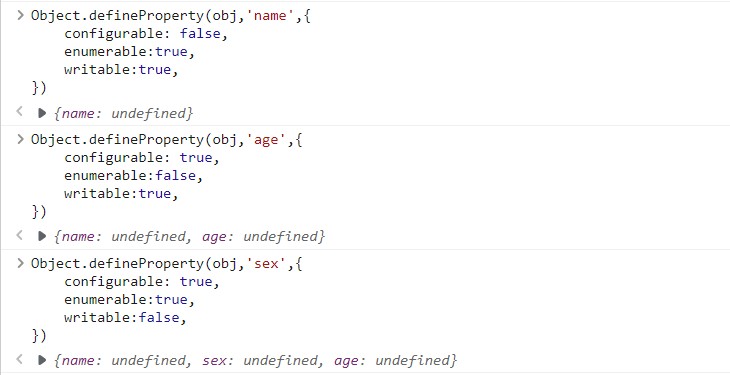 > Object.defineProperty(obj,'name',{
    configurable: false,
    enumerable:true,
    writable:true,
})
< ▶ {name: undefined}
> Object.defineProperty(obj,'age',{
    configurable: true,
    enumerable:false,
    writable:true,
})
< ▶ {name: undefined, age: undefined}
> Object.defineProperty(obj,'sex',{
    configurable: true,
    enumerable:true,
    writable:false,
})
< ▶ {name: undefined, sex: undefined, age: undefined}